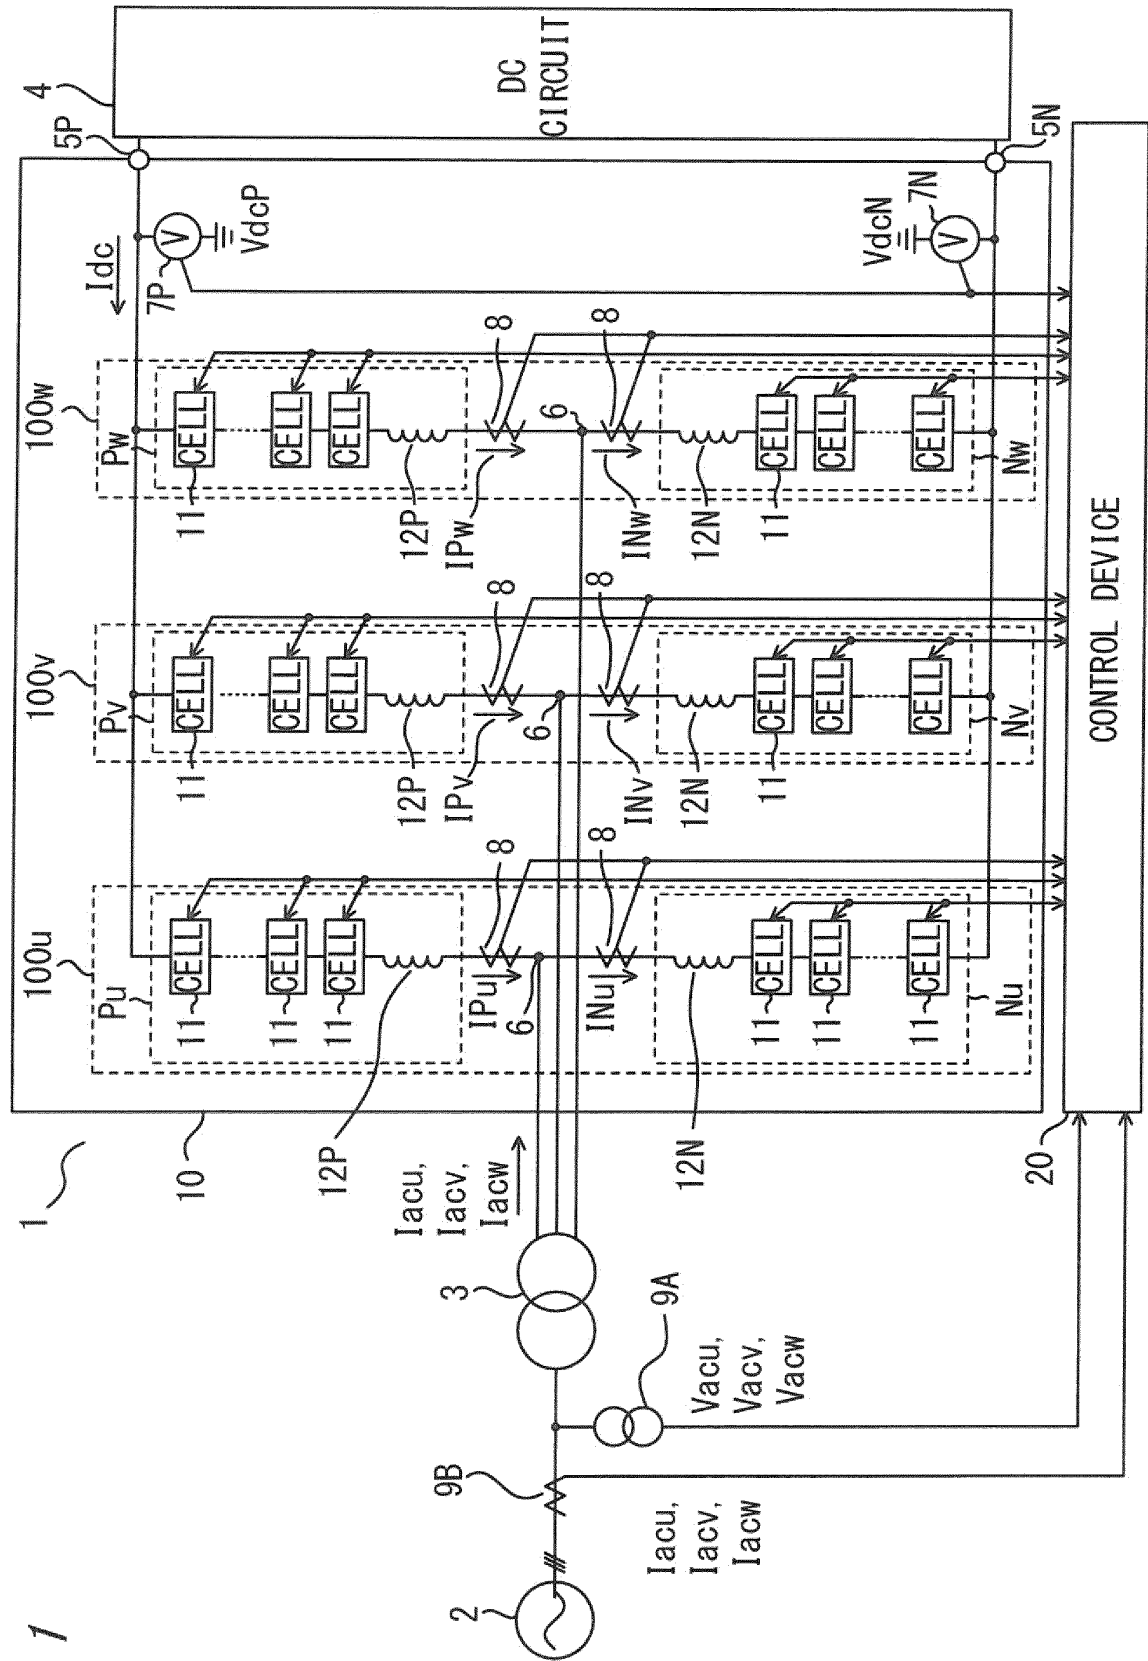 1
1
10
100u
100v
100w
4
5P
DC
CIRCUIT
Idc
7P
V
VdcP
Pu
CELL
CELL
CELL
11
11
11
12P
Pv
CELL
CELL
CELL
11
12P
Pw
CELL
CELL
CELL
11
12P
IPu
8
6
INu
8
IPv
8
6
INv
8
IPw
8
6
INw
8
12N
CELL
CELL
CELL
11
11
11
Nu
12N
CELL
CELL
CELL
11
Nv
12N
CELL
CELL
CELL
11
Nw
VdcN
V
7N
5N
2
9B
3
Iacu,
Iacv,
Iacw
9A
Vacu,
Vacv,
Vacw
Iacu,
Iacv,
Iacw
20
CONTROL DEVICE